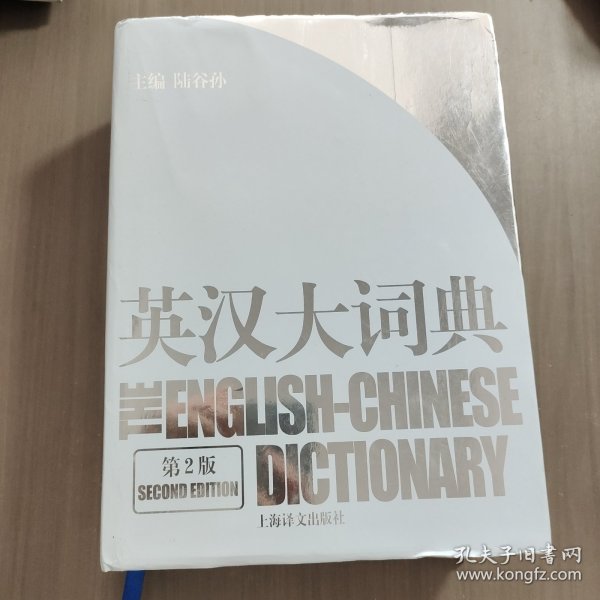 主编 陆谷孙
英汉大词典
THE ENGLISH-CHINESE
DICTIONARY
第2版
SECOND EDITION
上海译文出版社
孔夫子旧书网
www.kongfz.com